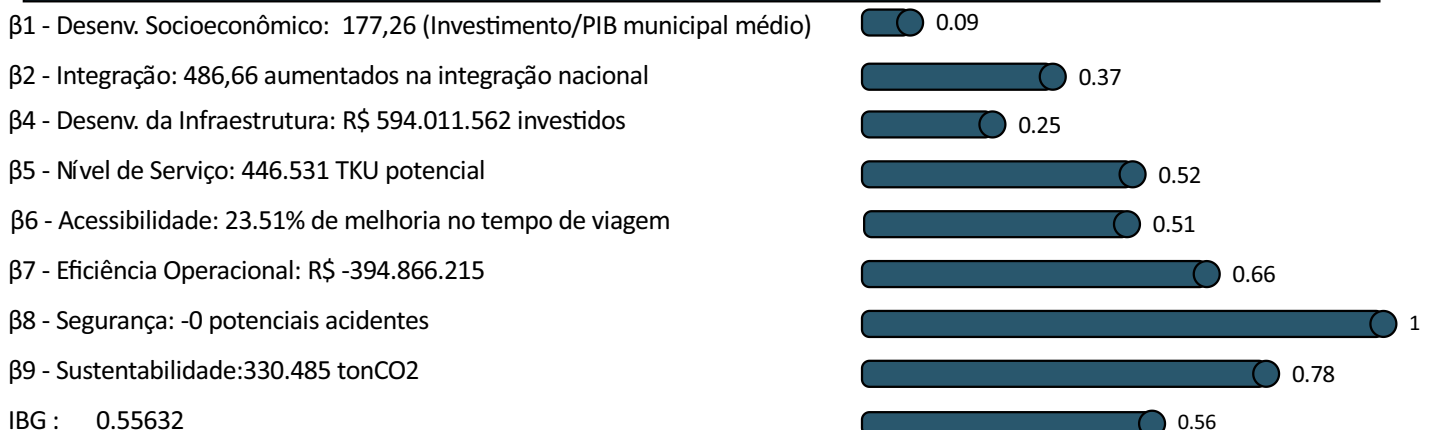 β1 - Desenv. Socioeconômico:  177,26 (Investimento/PIB municipal médio) 0.09
β2 - Integração: 486,66 aumentados na integração nacional 0.37
β4 - Desenv. da Infraestrutura: R$ 594.011.562 investidos 0.25
β5 - Nível de Serviço: 446.531 TKU potencial 0.52
β6 - Acessibilidade: 23.51% de melhoria no tempo de viagem 0.51
β7 - Eficiência Operacional: R$ -394.866.215 0.66
β8 - Segurança: -0 potenciais acidentes 1
β9 - Sustentabilidade:330.485 tonCO2 0.78
IBG :    0.55632 0.56